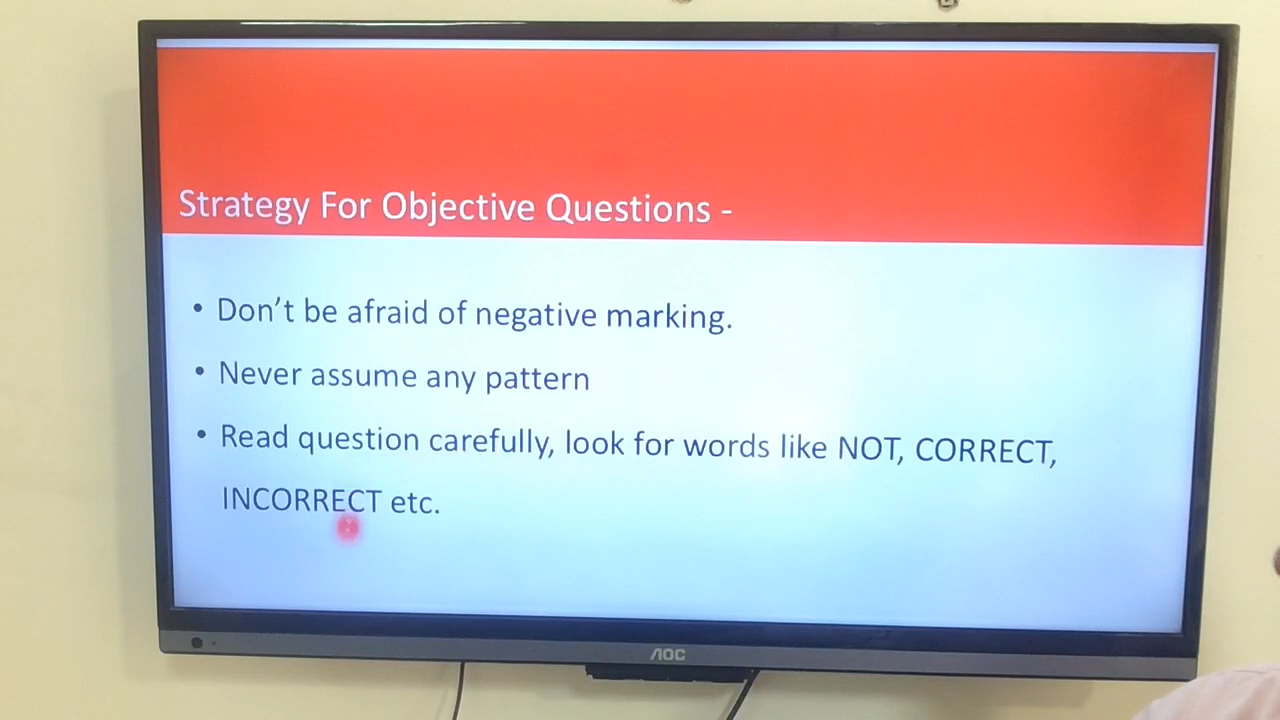 Strategy For Objective Questions -
• Don't be afraid of negative marking.
• Never assume any pattern
• Read question carefully, look for words like NOT, CORRECT,
INCORRECT etc.
AOC